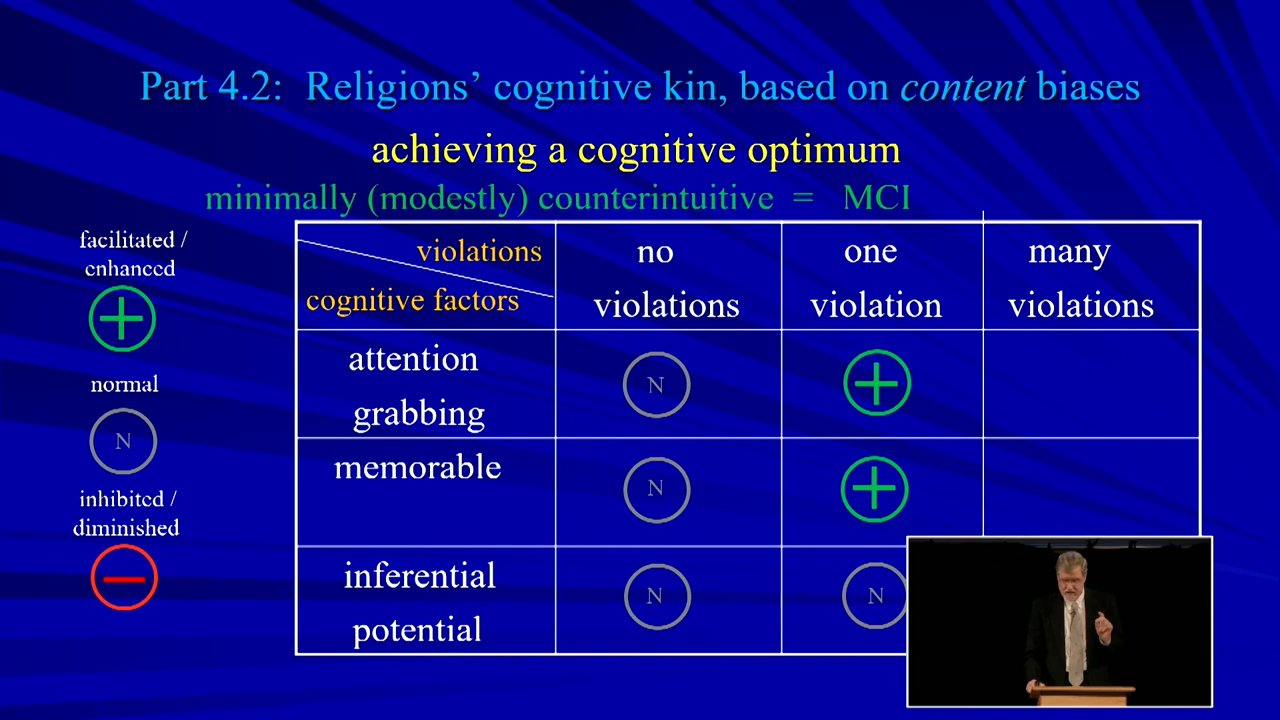 Part 4.2: Religions’ cognitive kin, based on content biases
achieving a cognitive optimum
minimally (modestly) counterintuitive = MCI
facilitated /
enhanced
normal
N
inhibited /
diminished
violations
cognitive factors
no
violations
one
violation
many
violations
attention
grabbing
N
memorable
N
inferential
potential
N
N